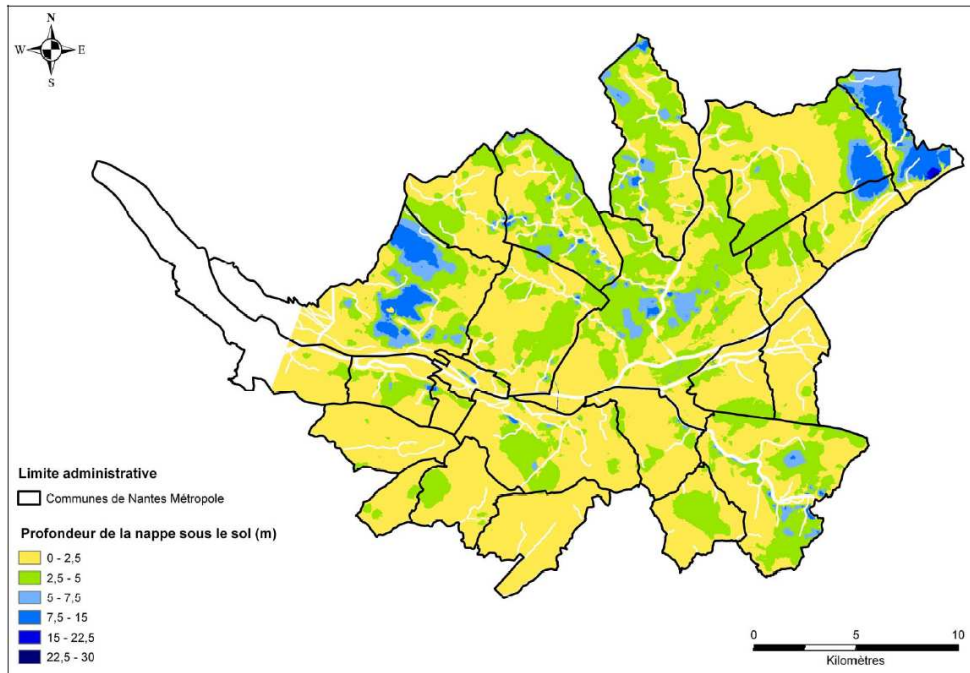 N
W E
S
Limite administrative
Communes de Nantes Métropole
Profondeur de la nappe sous le sol (m)
0 - 2,5
2,5 - 5
5 - 7,5
7,5 - 15
15 - 22,5
22,5 - 30
0 5 10
Kilomètres